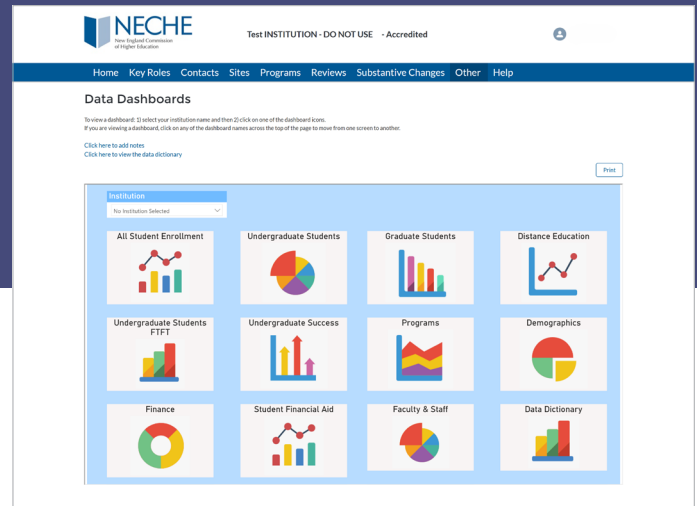 NECHE
New England Commission
of Higher Education
Test INSTITUTION - DO NOT USE - Accredited
Home Key Roles Contacts Sites Programs Reviews Substantive Changes Other Help
Data Dashboards
To view a dashboard: 1) select your institution name and then 2) click on one of the dashboard icons.
If you are viewing a dashboard, click on any of the dashboard names across the top of the page to move from one screen to another.
Click here to add notes
Click here to view the data dictionary
Print
Institution
No Institution Selected
All Student Enrollment
Undergraduate Students
Graduate Students
Distance Education
Undergraduate Students
FTFT
Undergraduate Success
Programs
Demographics
Finance
Student Financial Aid
Faculty & Staff
Data Dictionary